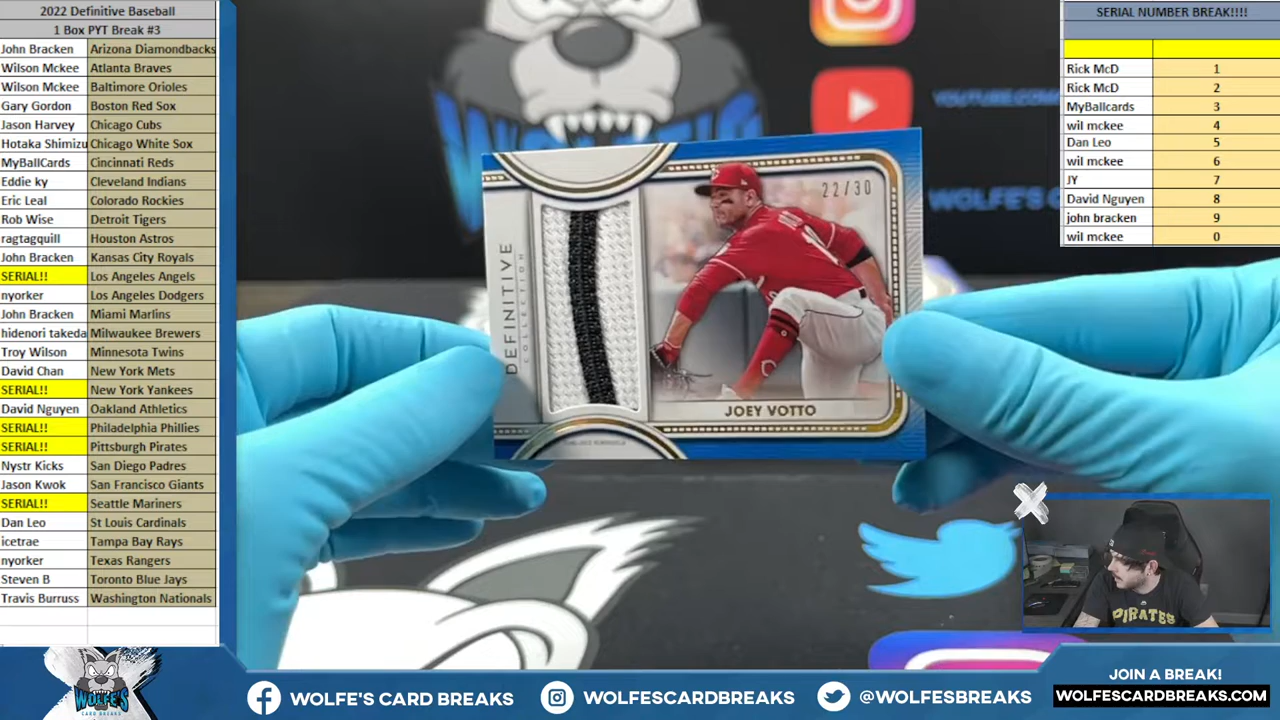 2022 Definitive Baseball
1 Box PYT Break #3
John Bracken Arizona Diamondbacks
Wilson Mckee Atlanta Braves
Wilson Mckee Baltimore Orioles
Gary Gordon Boston Red Sox
Jason Harvey Chicago Cubs
Hotaka Shimizu Chicago White Sox
MyBallCards Cincinnati Reds
Eddie ky Cleveland Indians
Eric Leal Colorado Rockies
Rob Wise Detroit Tigers
ragtagquill Houston Astros
John Bracken Kansas City Royals
SERIAL!! Los Angeles Angels
nyorker Los Angeles Dodgers
John Bracken Miami Marlins
hidenori takeda Milwaukee Brewers
Troy Wilson Minnesota Twins
David Chan New York Mets
SERIAL!! New York Yankees
David Nguyen Oakland Athletics
SERIAL!! Philadelphia Phillies
SERIAL!! Pittsburgh Pirates
Nystr Kicks San Diego Padres
Jason Kwok San Francisco Giants
SERIAL!! Seattle Mariners
Dan Leo St Louis Cardinals
icetrae Tampa Bay Rays
nyorker Texas Rangers
Steven B Toronto Blue Jays
Travis Burruss Washington Nationals
SERIAL NUMBER BREAK!!!!
Rick McD 1
Rick McD 2
MyBallcards 3
wil mckee 4
Dan Leo 5
wil mckee 6
JY 7
David Nguyen 8
john bracken 9
wil mckee 0
YOUTUBE.COM
WOLFE'S
22/30
DEFINITIVE
COLLECTION
JOEY VOTTO
PIRATES
WOLFE'S
CARD BREAKS
WOLFE'S CARD BREAKS
WOLFESCARDBREAKS
@WOLFESBREAKS
JOIN A BREAK!
WOLFESCARDBREAKS.COM